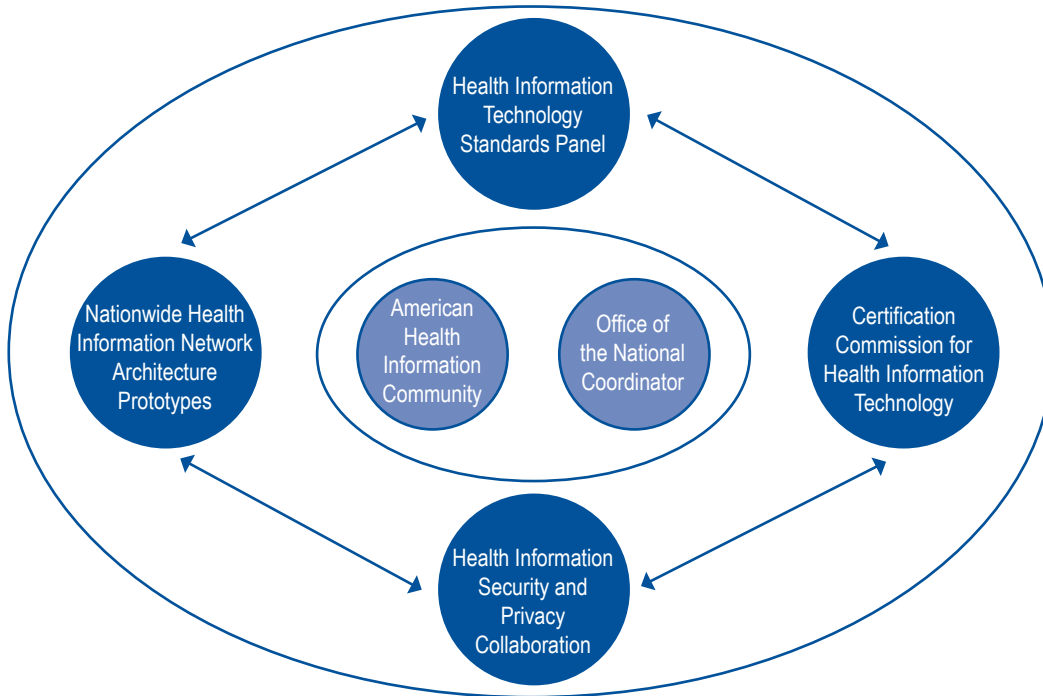 Health Information
Technology
Standards Panel
Nationwide Health
Information Network
Architecture
Prototypes
American
Health
Information
Community
Office of
the National
Coordinator
Certification
Commission for
Health Information
Technology
Health Information
Security and
Privacy
Collaboration